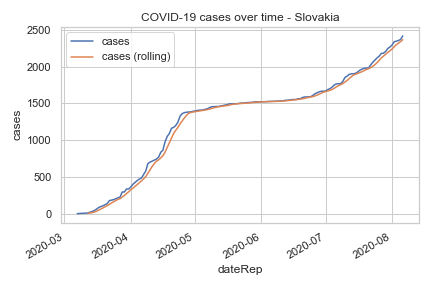 COVID-19 cases over time - Slovakia
cases
cases (rolling)
2500
2000
1500
1000
500
0
cases
2020-03
2020-04
2020-05
2020-06
2020-07
2020-08
dateRep